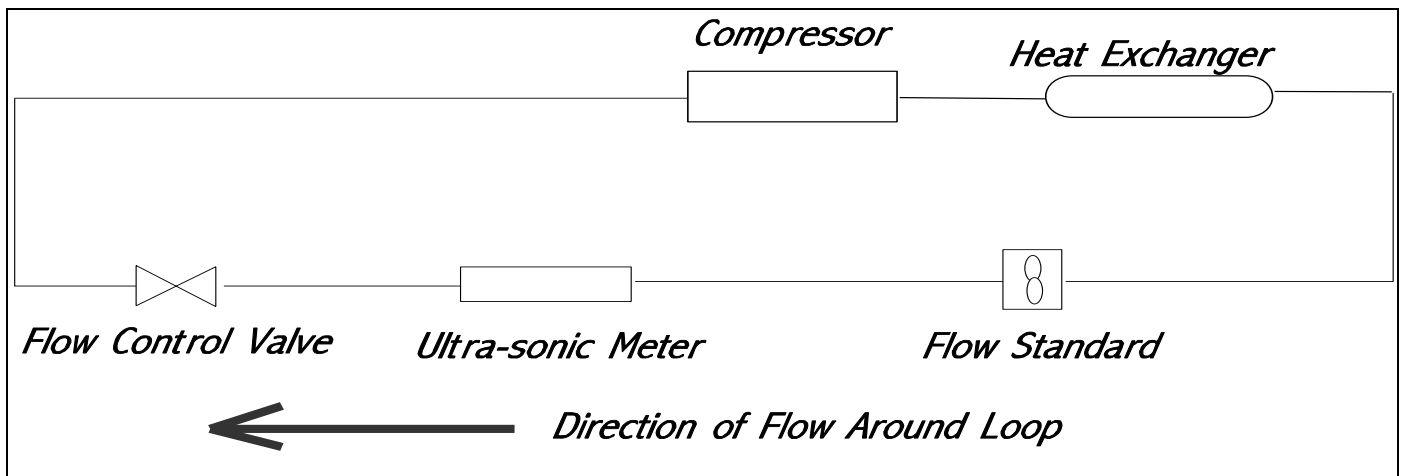 Compressor
Heat Exchanger
Flow Control Valve
Ultra-sonic Meter
Flow Standard
Direction of Flow Around Loop